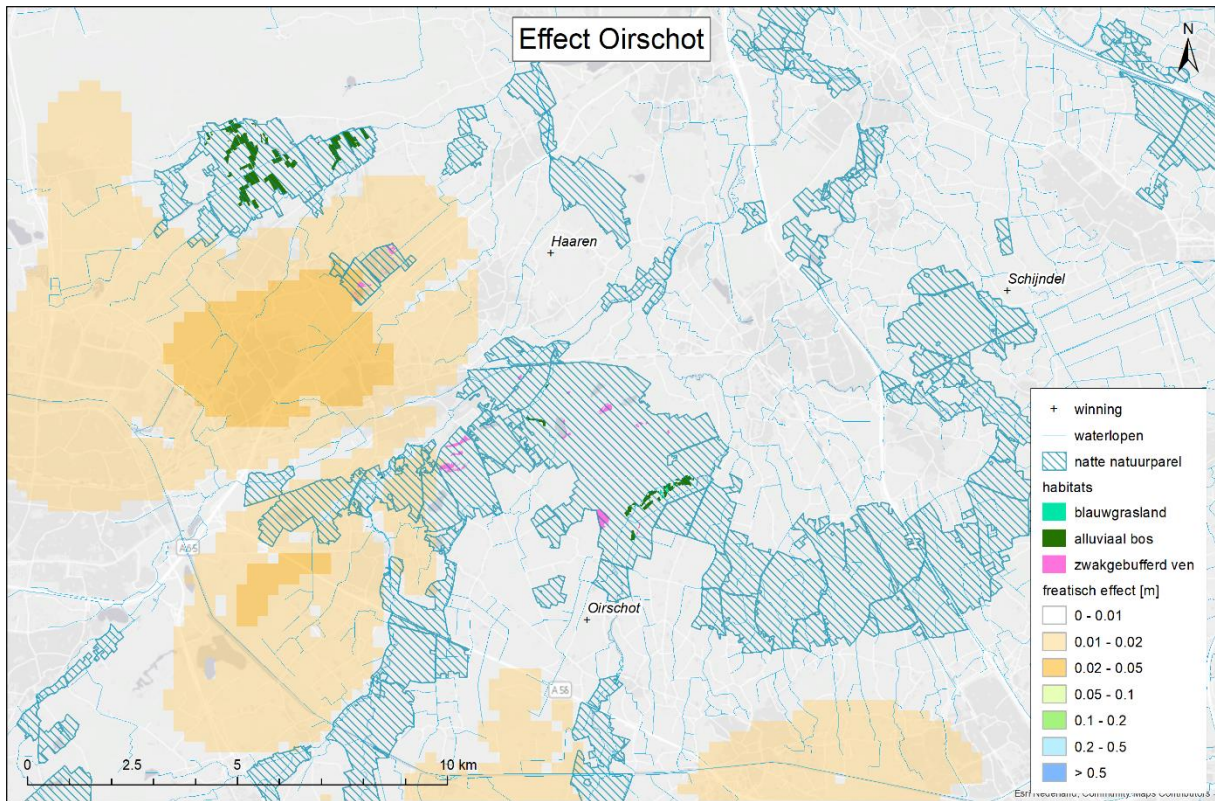 Effect Oirschot
N
Haaren
Schijndel
Oirschot
A65
A58
0 2.5 5 10 km
winning
waterlopen
natte natuurparel
habitats
blauwgrasland
alluviaal bos
zwakgebufferd ven
freatisch effect [m]
0 - 0.01
0.01 - 0.02
0.02 - 0.05
0.05 - 0.1
0.1 - 0.2
0.2 - 0.5
> 0.5
Esri Nederland, Community Maps Contributors